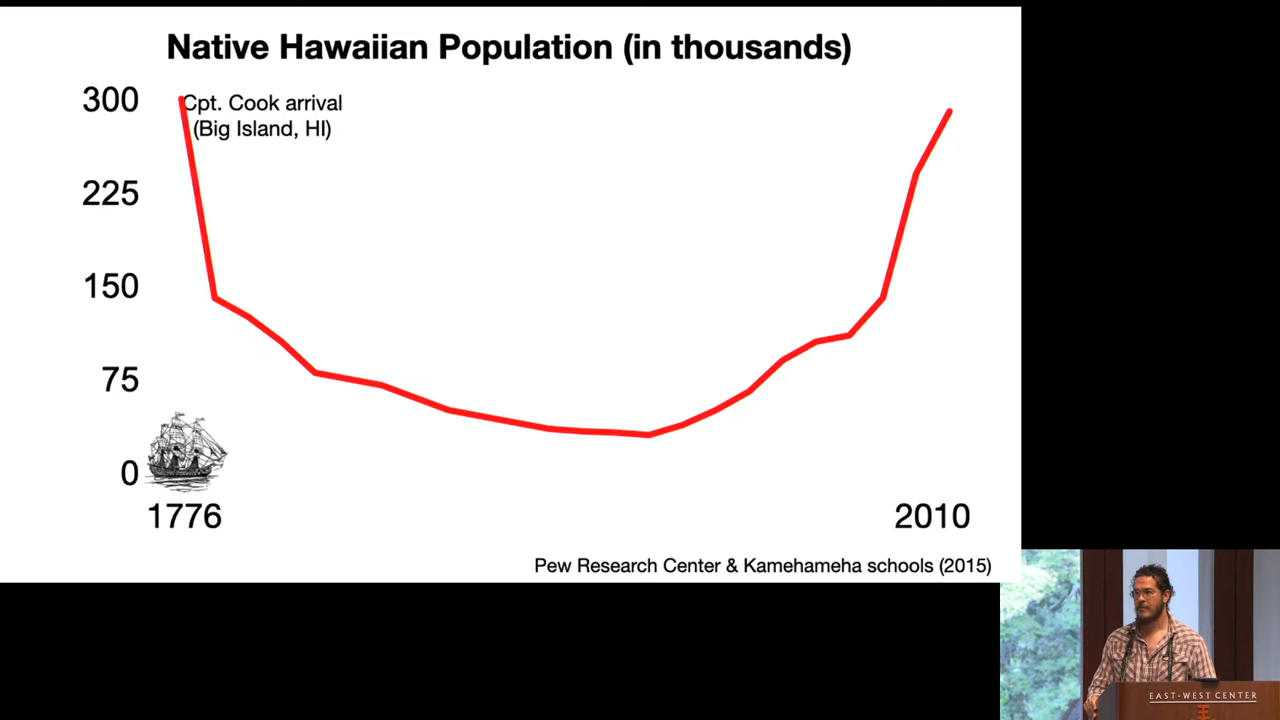 Native Hawaiian Population (in thousands)
300
Cpt. Cook arrival
(Big Island, HI)
225
150
75
0
1776
2010
Pew Research Center & Kamehameha schools (2015)
EAST-WEST CENTER